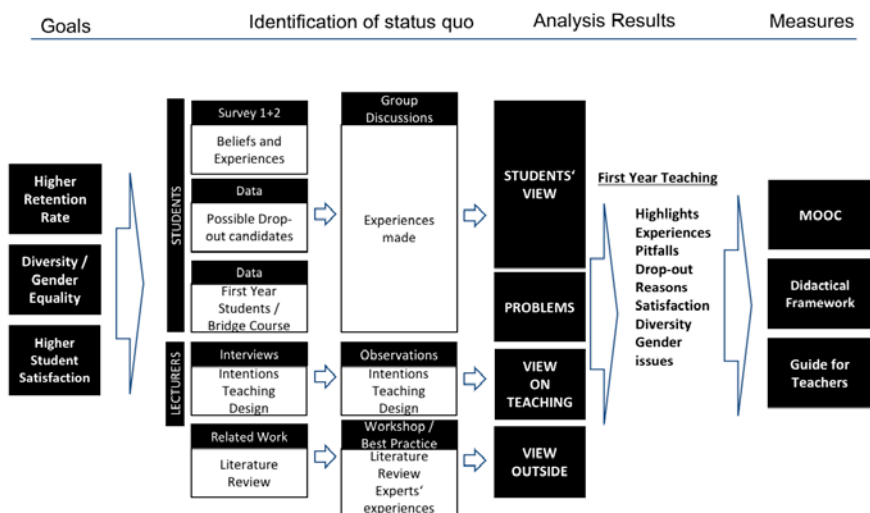 Goals
Identification of status quo
Analysis Results
Measures
Higher
Retention
Rate
Diversity /
Gender
Equality
Higher
Student
Satisfaction
STUDENTS
Survey 1+2
Beliefs and
Experiences
Data
Possible Drop-
out candidates
Data
First Year
Students /
Bridge Course
Group
Discussions
Experiences
made
LECTURERS
Interviews
Intentions
Teaching
Design
Observations
Intentions
Teaching
Design
Related Work
Literature
Review
Workshop /
Best Practice
Literature
Review
Experts‘
experiences
STUDENTS‘
VIEW
PROBLEMS
VIEW
ON
TEACHING
VIEW
OUTSIDE
First Year Teaching
Highlights
Experiences
Pitfalls
Drop-out
Reasons
Satisfaction
Diversity
Gender
issues
MOOC
Didactical
Framework
Guide for
Teachers